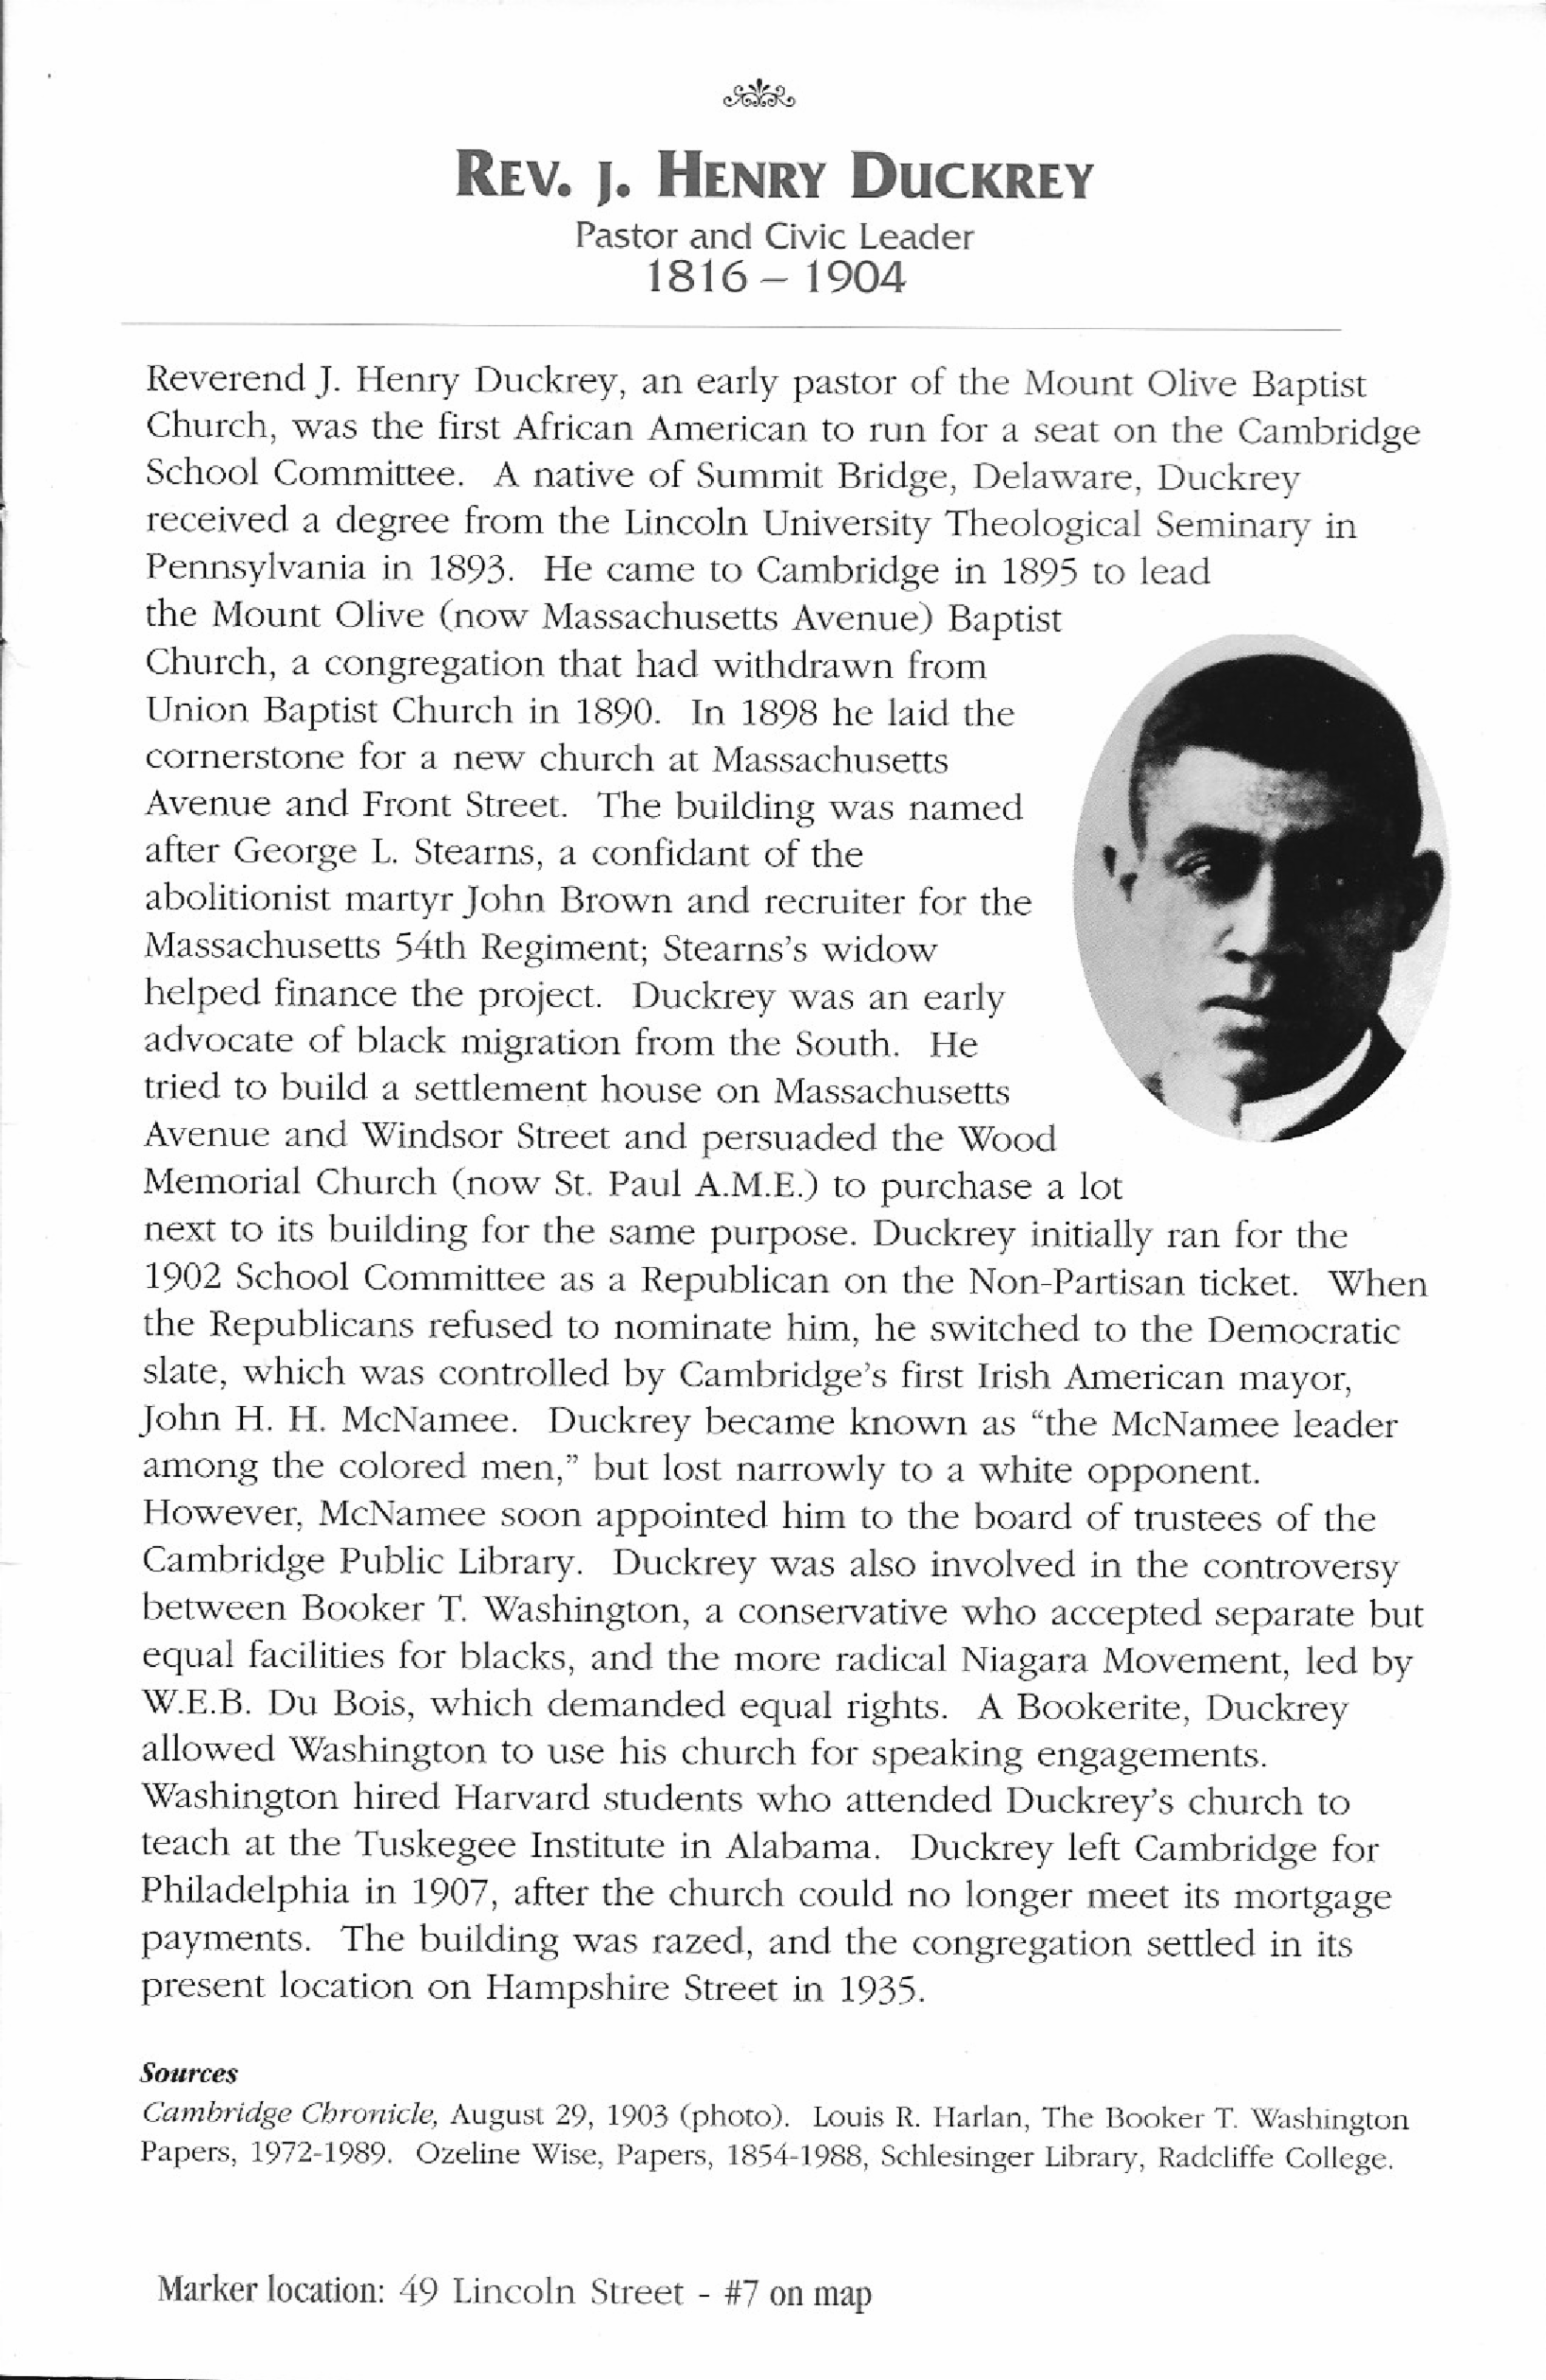 REV. J. HENRY DUCKREY
Pastor and Civic Leader
1816 – 1904
Reverend J. Henry Duckrey, an early pastor of the Mount Olive Baptist
Church, was the first African American to run for a seat on the Cambridge
School Committee. A native of Summit Bridge, Delaware, Duckrey
received a degree from the Lincoln University Theological Seminary in
Pennsylvania in 1893. He came to Cambridge in 1895 to lead
the Mount Olive (now Massachusetts Avenue) Baptist
Church, a congregation that had withdrawn from
Union Baptist Church in 1890. In 1898 he laid the
cornerstone for a new church at Massachusetts
Avenue and Front Street. The building was named
after George L. Stearns, a confidant of the
abolitionist martyr John Brown and recruiter for the
Massachusetts 54th Regiment; Stearns's widow
helped finance the project. Duckrey was an early
advocate of black migration from the South. He
tried to build a settlement house on Massachusetts
Avenue and Windsor Street and persuaded the Wood
Memorial Church (now St. Paul A.M.E.) to purchase a lot
next to its building for the same purpose. Duckrey initially ran for the
1902 School Committee as a Republican on the Non-Partisan ticket. When
the Republicans refused to nominate him, he switched to the Democratic
slate, which was controlled by Cambridge's first Irish American mayor,
John H. H. McNamee. Duckrey became known as “the McNamee leader
among the colored men,” but lost narrowly to a white opponent.
However, McNamee soon appointed him to the board of trustees of the
Cambridge Public Library. Duckrey was also involved in the controversy
between Booker T. Washington, a conservative who accepted separate but
equal facilities for blacks, and the more radical Niagara Movement, led by
W.E.B. Du Bois, which demanded equal rights. A Bookerite, Duckrey
allowed Washington to use his church for speaking engagements.
Washington hired Harvard students who attended Duckrey's church to
teach at the Tuskegee Institute in Alabama. Duckrey left Cambridge for
Philadelphia in 1907, after the church could no longer meet its mortgage
payments. The building was razed, and the congregation settled in its
present location on Hampshire Street in 1935.
Sources
Cambridge Chronicle, August 29, 1903 (photo). Louis R. Harlan, The Booker T. Washington
Papers, 1972-1989. Ozeline Wise, Papers, 1854-1988, Schlesinger Library, Radcliffe College.
Marker location: 49 Lincoln Street - #7 on map